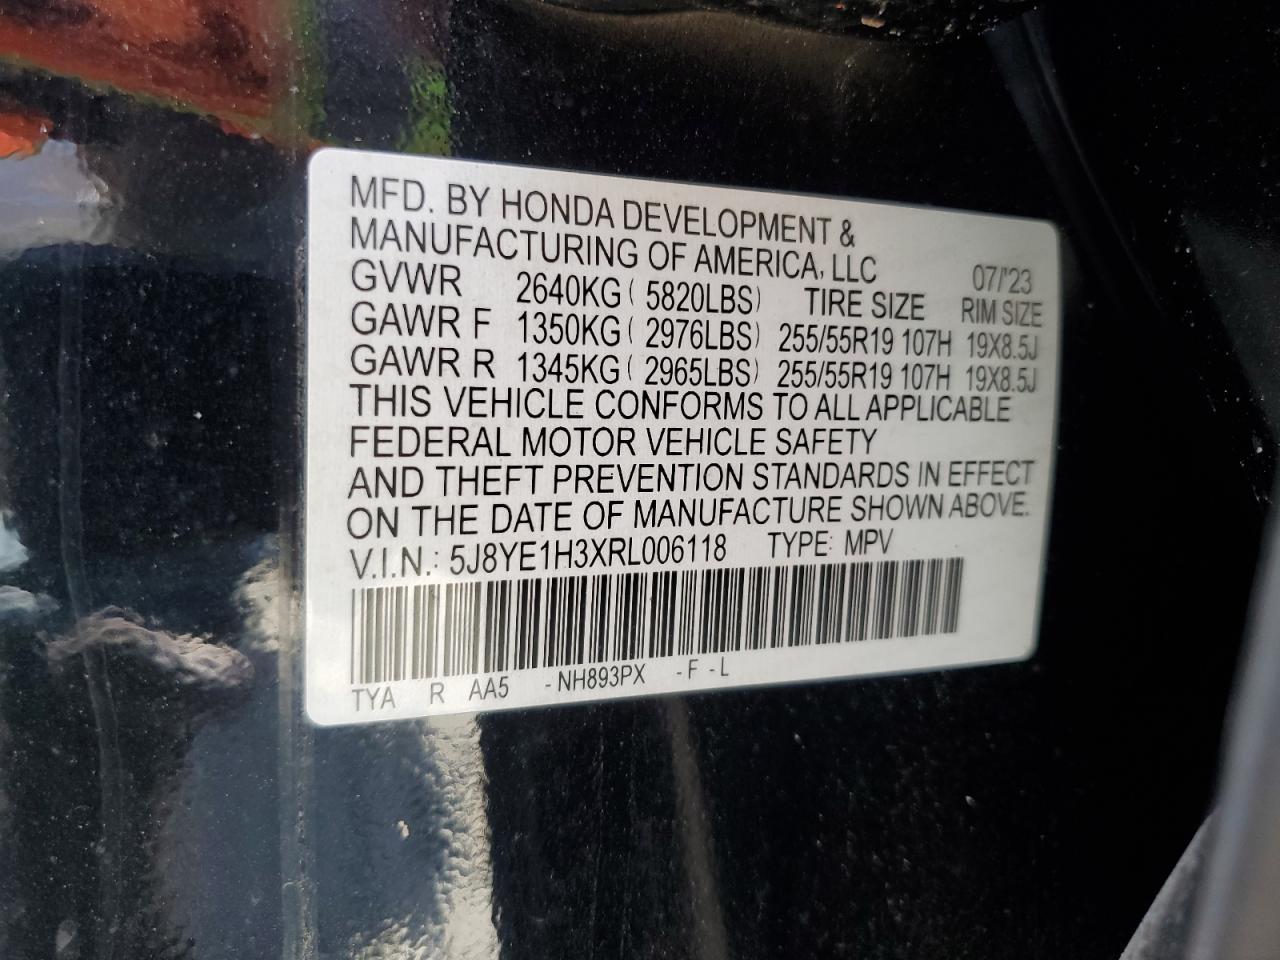 MFD. BY HONDA DEVELOPMENT &
MANUFACTURING OF AMERICA, LLC 07/'23
GVWR 2640KG ( 5820LBS) TIRE SIZE RIM SIZE
GAWR F 1350KG ( 2976LBS) 255/55R19 107H 19X8.5J
GAWR R 1345KG ( 2965LBS) 255/55R19 107H 19X8.5J
THIS VEHICLE CONFORMS TO ALL APPLICABLE
FEDERAL MOTOR VEHICLE SAFETY
AND THEFT PREVENTION STANDARDS IN EFFECT
ON THE DATE OF MANUFACTURE SHOWN ABOVE.
V.I.N.: 5J8YE1H3XRL006118 TYPE: MPV
TYA R AA5 -NH893PX -F-L